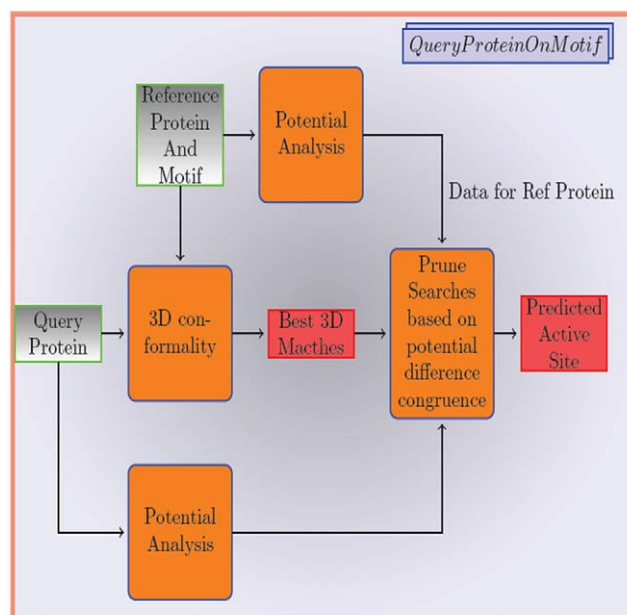 QueryProteinOnMotif
Reference
Protein
And
Motif
Potential
Analysis
Data for Ref Protein
Query
Protein
3D con-
formality
Best 3D
Macthes
Prune
Searches
based on
potential
difference
congruence
Predicted
Active
Site
Potential
Analysis